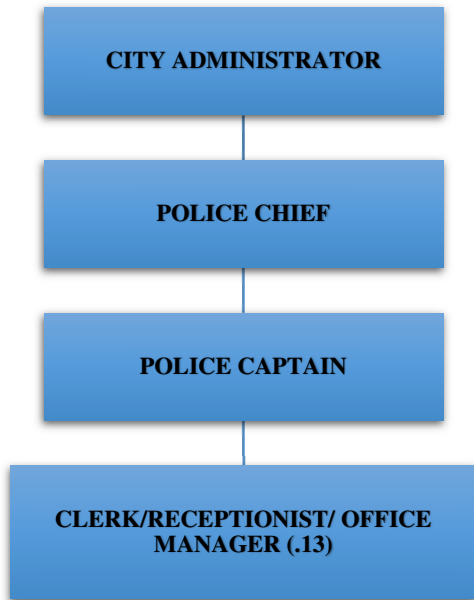 CITY ADMINISTRATOR
POLICE CHIEF
POLICE CAPTAIN
CLERK/RECEPTIONIST/ OFFICE
MANAGER (.13)